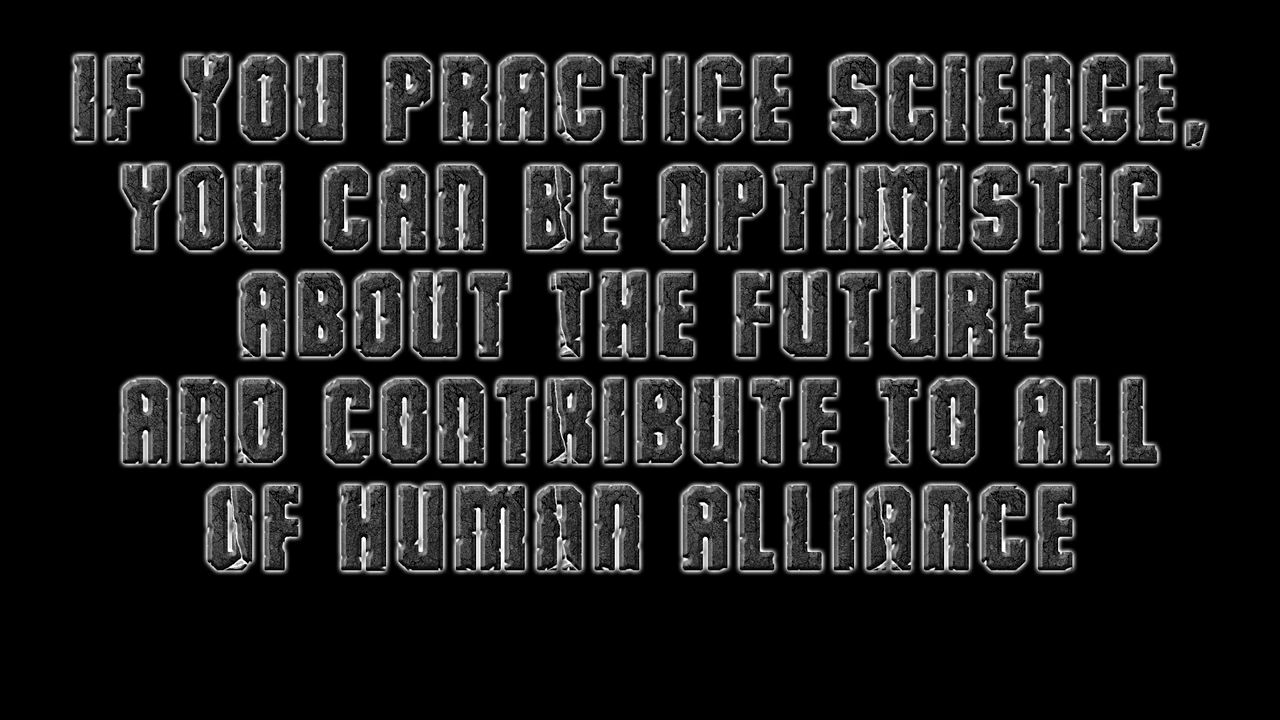 IF YOU PRACTICE SCIENCE,
YOU CAN BE OPTIMISTIC
ABOUT THE FUTURE
AND CONTRIBUTE TO ALL
OF HUMAN ALLIANCE